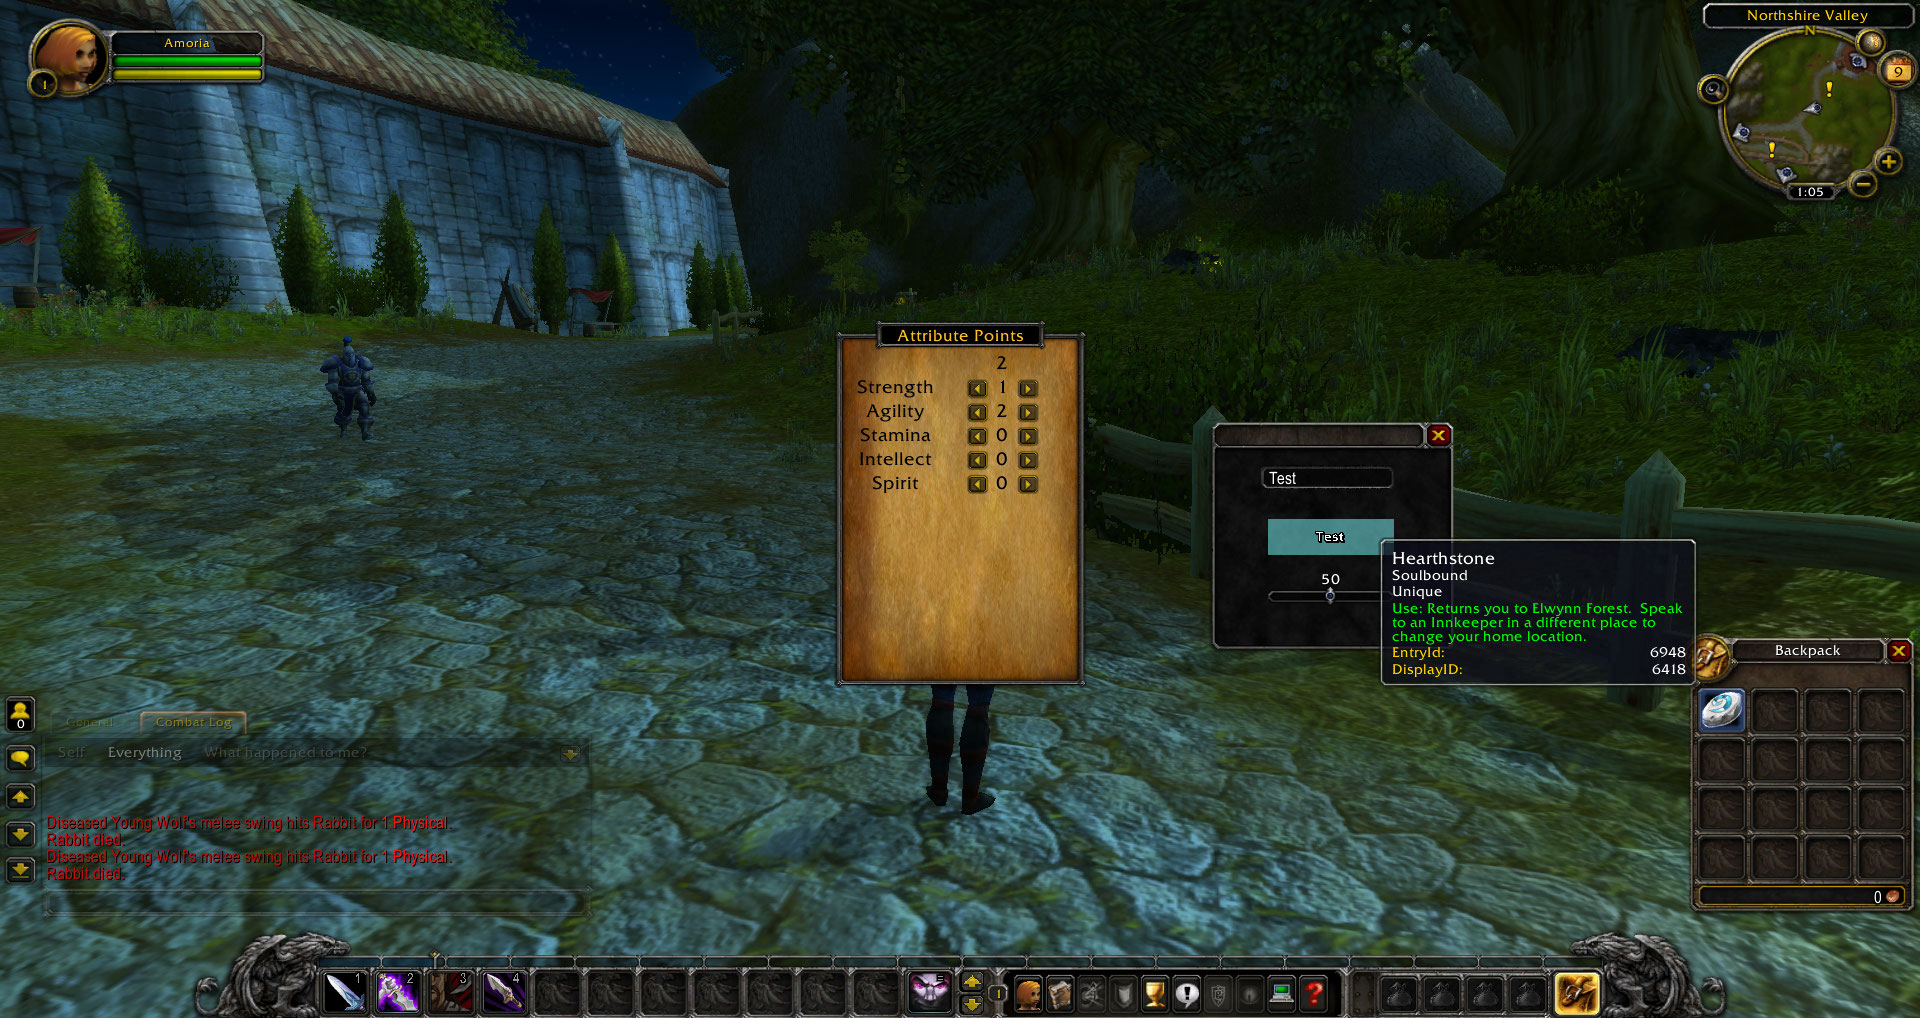 Amoria
1
Northshire Valley
N
9
1:05
Attribute Points
2
Strength 1
Agility 2
Stamina 0
Intellect 0
Spirit 0
Test
Test
50
Hearthstone
Soulbound
Unique
Use: Returns you to Elwynn Forest. Speak
to an Innkeeper in a different place to
change your home location.
EntryId: 6948
DisplayID: 6418
Backpack
0
0
General Combat Log
Self Everything What happened to me?
Diseased Young Wolf's melee swing hits Rabbit for 1 Physical.
Rabbit died.
Diseased Young Wolf's melee swing hits Rabbit for 1 Physical.
Rabbit died.
1 2 3 4 = 1